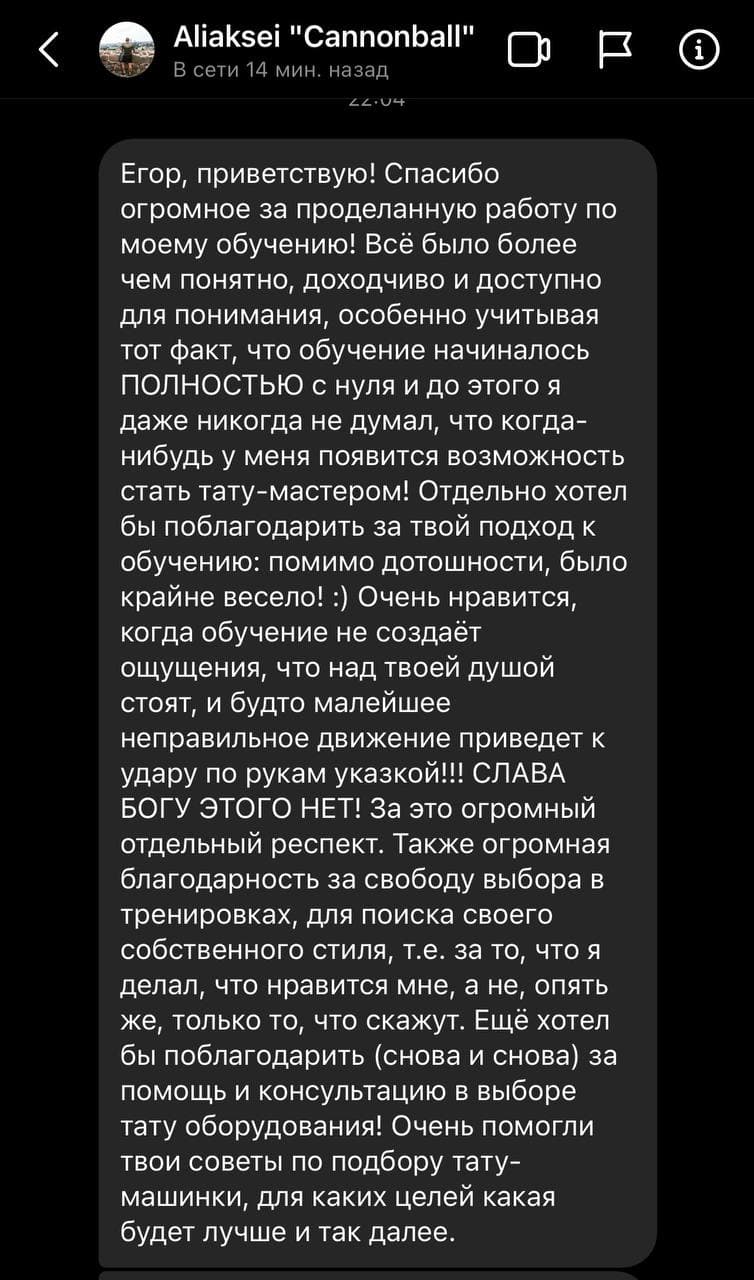 Aliaksei "Cannonball"
В сети 14 мин. назад
Егор, приветствую! Спасибо
огромное за проделанную работу по
моему обучению! Всё было более
чем понятно, доходчиво и доступно
для понимания, особенно учитывая
тот факт, что обучение начиналось
ПОЛНОСТЬЮ с нуля и до этого я
даже никогда не думал, что когда-
нибудь у меня появится возможность
стать тату-мастером! Отдельно хотел
бы поблагодарить за твой подход к
обучению: помимо дотошности, было
крайне весело! :) Очень нравится,
когда обучение не создаёт
ощущения, что над твоей душой
стоят, и будто малейшее
неправильное движение приведет к
удару по рукам указкой!!! СЛАВА
БОГУ ЭТОГО НЕТ! За это огромный
отдельный респект. Также огромная
благодарность за свободу выбора в
тренировках, для поиска своего
собственного стиля, т.е. за то, что я
делал, что нравится мне, а не, опять
же, только то, что скажут. Ещё хотел
бы поблагодарить (снова и снова) за
помощь и консультацию в выборе
тату оборудования! Очень помогли
твои советы по подбору тату-
машинки, для каких целей какая
будет лучше и так далее.